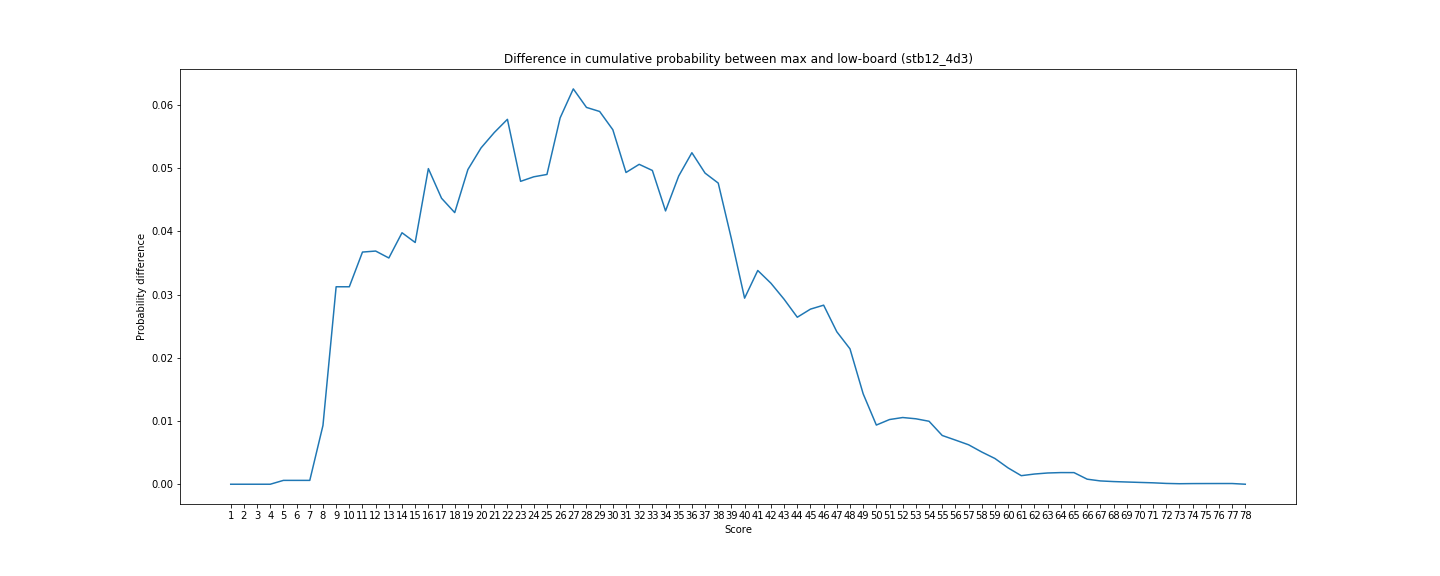 Difference in cumulative probability between max and low-board (stb12_4d3)
0.06
0.05
0.04
0.03
0.02
0.01
0.00
Probability difference
1 2 3 4 5 6 7 8 9 10 11 12 13 14 15 16 17 18 19 20 21 22 23 24 25 26 27 28 29 30 31 32 33 34 35 36 37 38 39 40 41 42 43 44 45 46 47 48 49 50 51 52 53 54 55 56 57 58 59 60 61 62 63 64 65 66 67 68 69 70 71 72 73 74 75 76 77 78
Score